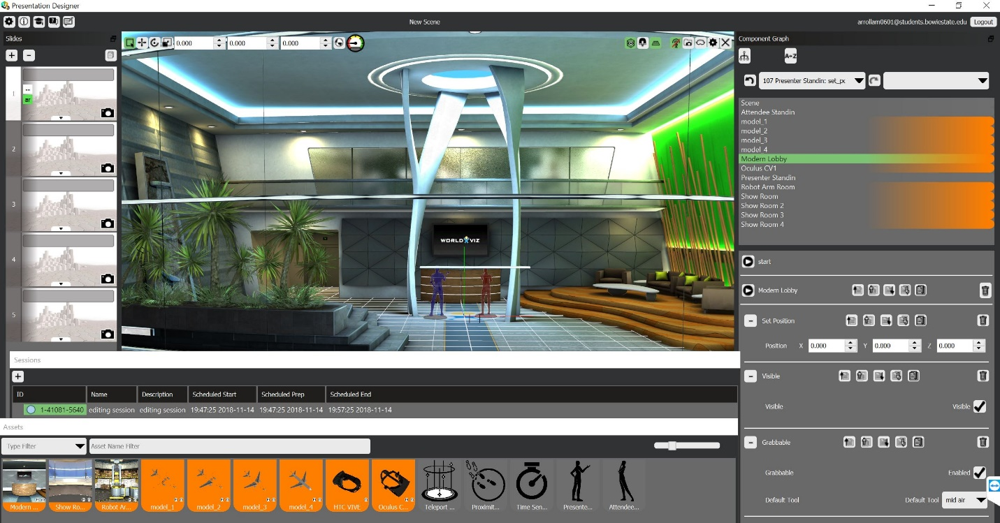 Presentation Designer
New Scene
arrollam0601@students.bowiestate.edu Logout
Slides
0.000 0.000 0.000
Component Graph
A+Z
1
--
ar
2
3
4
5
107 Presenter Standin: set_pc
Scene
Attendee Standin
model_1
model_2
model_3
model_4
Modern Lobby
Oculus CV1
Presenter Standin
Robot Arm Room
Show Room
Show Room 2
Show Room 3
Show Room 4
WORLD VIZ
start
Modern Lobby
Set Position
Position X 0.000 Y 0.000 Z 0.000
Visible
Visible Visible
Grabbable
Grabbable Enabled
Default Tool Default Tool mid air
Sessions
ID Name Description Scheduled Start Scheduled Prep Scheduled End
1-41081-5640 editing session editing session 19:47:25 2018-11-14 19:47:25 2018-11-14 19:57:25 2018-11-14
Assets
Type Filter Asset Name Filter
Modern ... Show Ro... Robot Ar... model_1 model_2 model_3 model_4 HTC VIVE Oculus C... Teleport ... Proximit... Time Sen... Presente... Attendee...